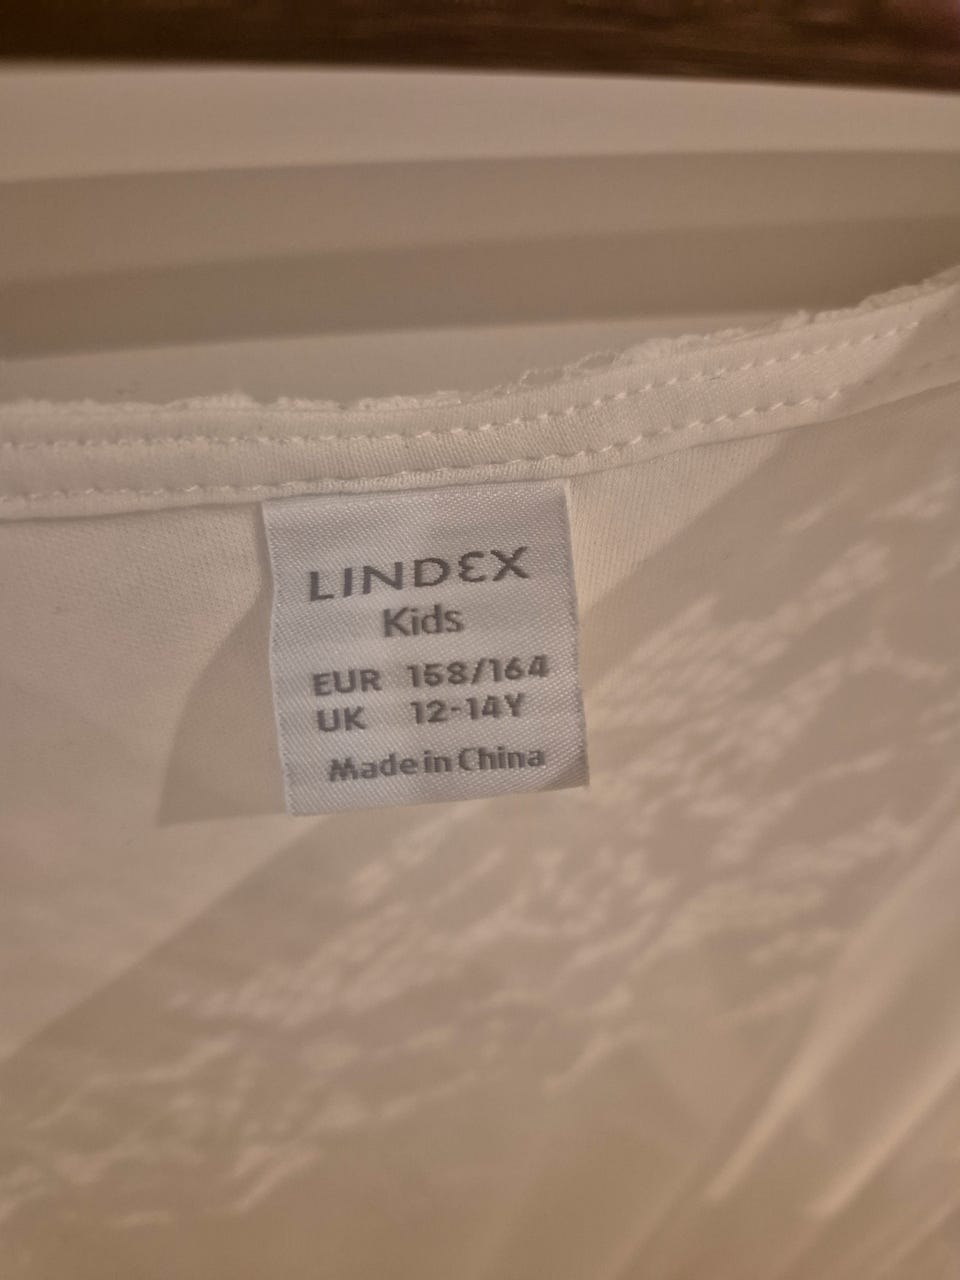 LINDEX
Kids
EUR 158/164
UK 12-14Y
Made in China